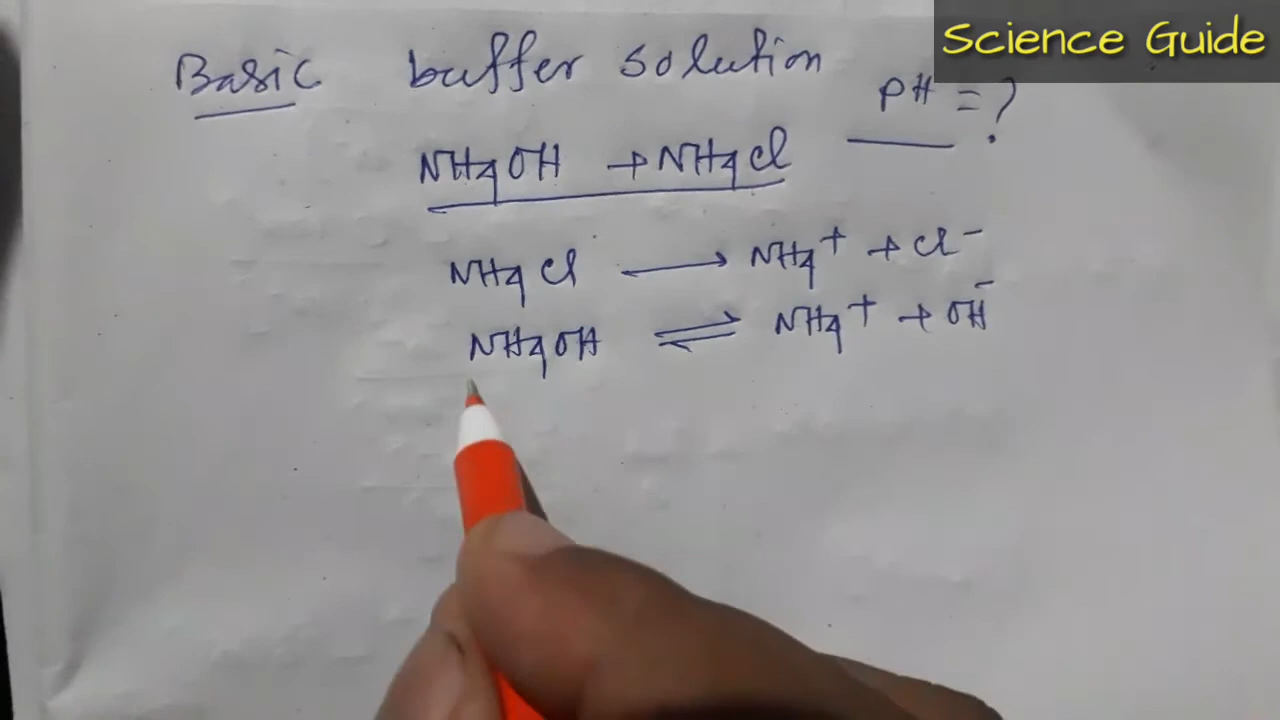 Science Guide
Basic buffer solution
PH = ?
NH4OH + NH4Cl
NH4Cl ⟶ NH4+ + Cl-
NH4OH ⇌ NH4+ + OH-